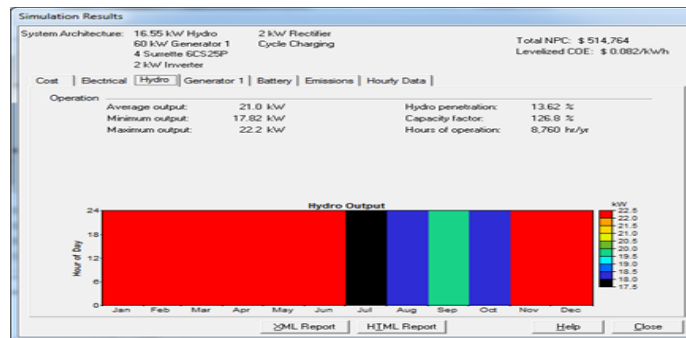 Simulation Results
System Architecture: 16.55 kW Hydro 2 kW Rectifier
60 kW Generator 1 Cycle Charging
4 Surrette 6CS25P
2 kW Inverter
Total NPC: $ 514,764
Levelized COE: $ 0.082/kWh
Cost Electrical Hydro Generator 1 Battery Emissions Hourly Data
Operation
Average output: 21.0 kW Hydro penetration: 13.62 %
Minimum output: 17.82 kW Capacity factor: 126.8 %
Maximum output: 22.2 kW Hours of operation: 8,760 hr/yr
Hydro Output
Hour of Day
24
18
12
6
0
Jan Feb Mar Apr May Jun Jul Aug Sep Oct Nov Dec
kW
22.5
22.0
21.5
21.0
20.5
20.0
19.5
19.0
18.5
18.0
17.5
XML Report HTML Report Help Close